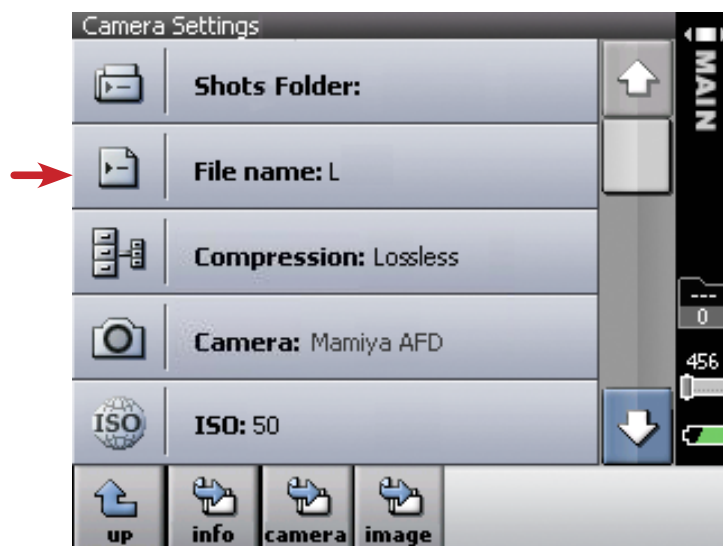 Camera Settings
MAIN
Shots Folder:
File name: L
Compression: Lossless
Camera: Mamiya AFD
ISO
ISO: 50
---
0
456
up
info
camera
image